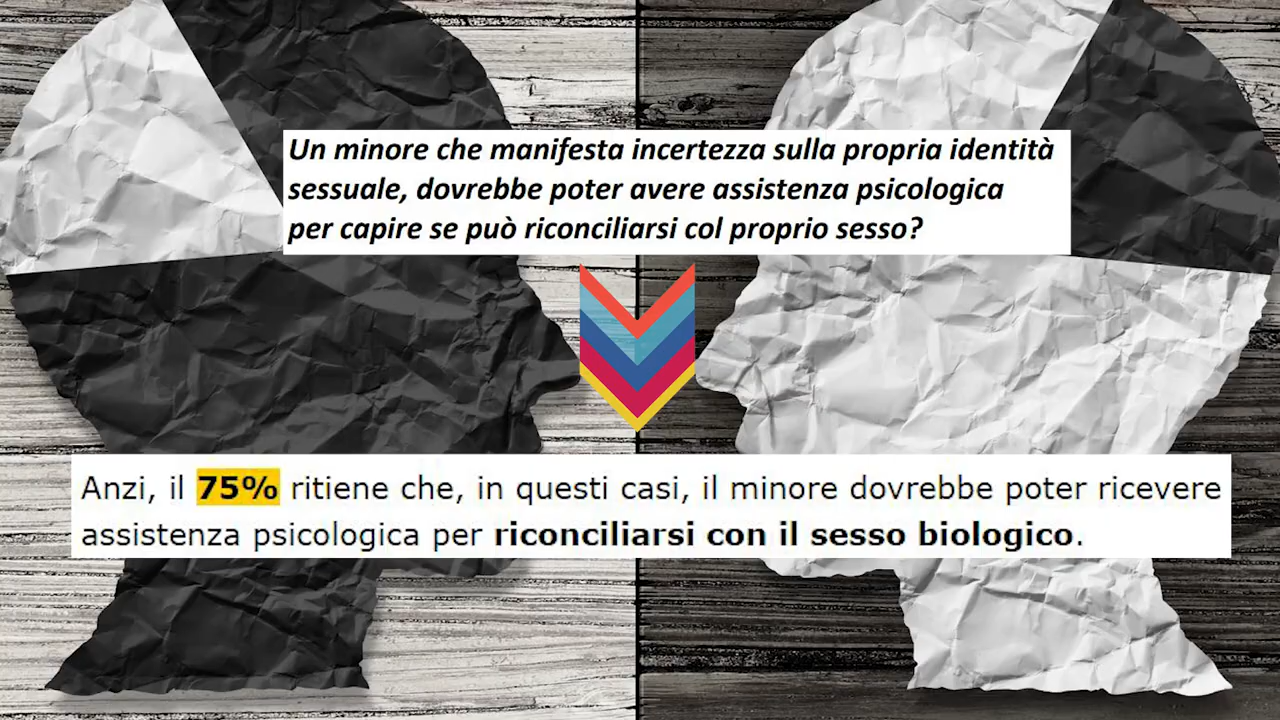 Un minore che manifesta incertezza sulla propria identità
sessuale, dovrebbe poter avere assistenza psicologica
per capire se può riconciliarsi col proprio sesso?
Anzi, il 75% ritiene che, in questi casi, il minore dovrebbe poter ricevere
assistenza psicologica per riconciliarsi con il sesso biologico.